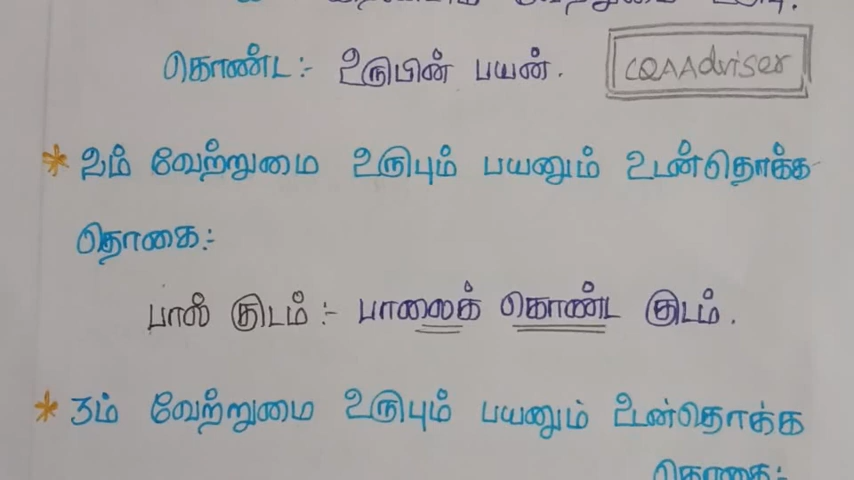 கொண்ட :- உருபின் பயன்.
CQAAdviser
* 2ம் வேற்றுமை உருபும் பயனும் உடன்தொக்க
தொகை:-
பால் குடம் :- பாலைக் கொண்ட குடம்.
* 3ம் வேற்றுமை உருபும் பயனும் உடன்தொக்க
தொகை:-